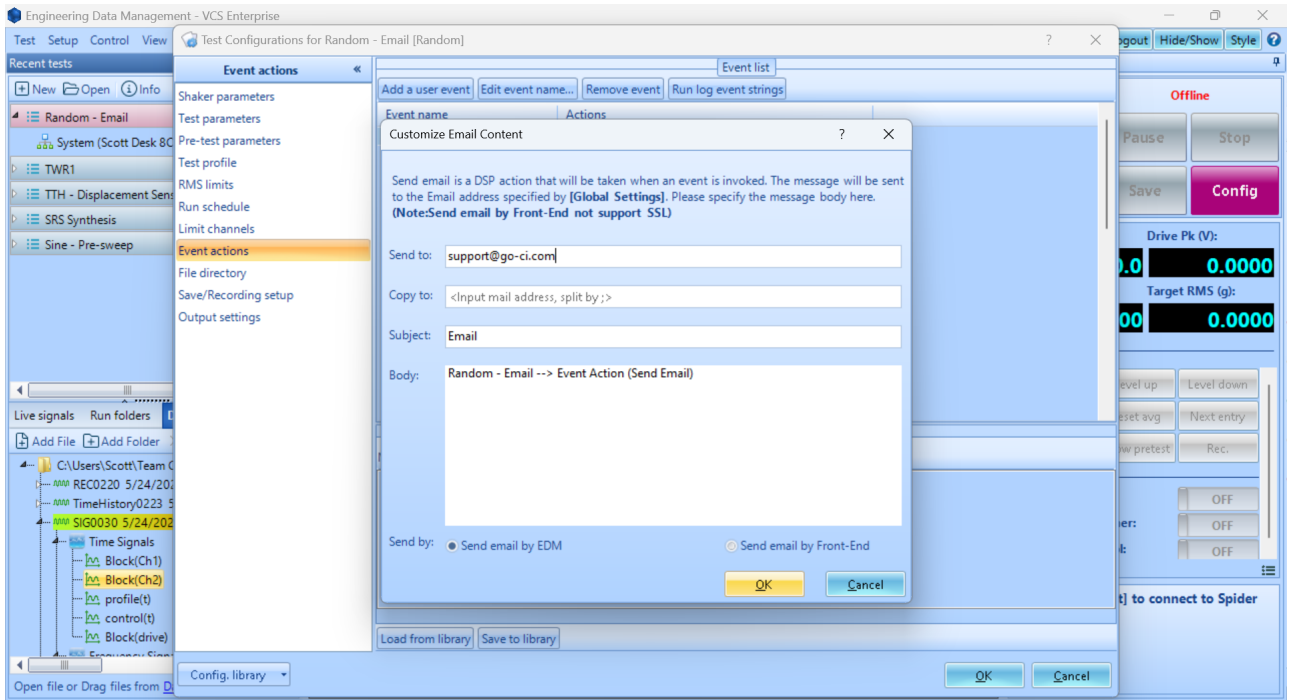 Engineering Data Management - VCS Enterprise
Test Setup Control View
Hide/Show Style
Recent tests
New Open Info
Random - Email
System (Scott Desk 8C
TWR1
TTH - Displacement Sens
SRS Synthesis
Sine - Pre-sweep
Live signals Run folders
Add File Add Folder
C:\Users\Scott\Team C
REC0220 5/24/202
TimeHistory0223 5
SIG0030 5/24/202
Time Signals
Block(Ch1)
Block(Ch2)
profile(t)
control(t)
Block(drive)
Open file or Drag files from D
Test Configurations for Random - Email [Random]
?
Event actions «
Shaker parameters
Test parameters
Pre-test parameters
Test profile
RMS limits
Run schedule
Limit channels
Event actions
File directory
Save/Recording setup
Output settings
Config. library
Event list
Add a user event Edit event name... Remove event Run log event strings
Event name Actions
Customize Email Content ?
Send email is a DSP action that will be taken when an event is invoked. The message will be sent
to the Email address specified by [Global Settings]. Please specify the message body here.
(Note:Send email by Front-End not support SSL)
Send to: support@go-ci.com
Copy to: <Input mail address, split by ;>
Subject: Email
Body: Random - Email --> Event Action (Send Email)
Send by: Send email by EDM Send email by Front-End
OK Cancel
Load from library Save to library
OK Cancel
Offline
Pause Stop
Save Config
Drive Pk (V):
0.0000
Target RMS (g):
00 0.0000
evel up Level down
eset avg Next entry
w pretest Rec.
OFF
er: OFF
l: OFF
t] to connect to Spider